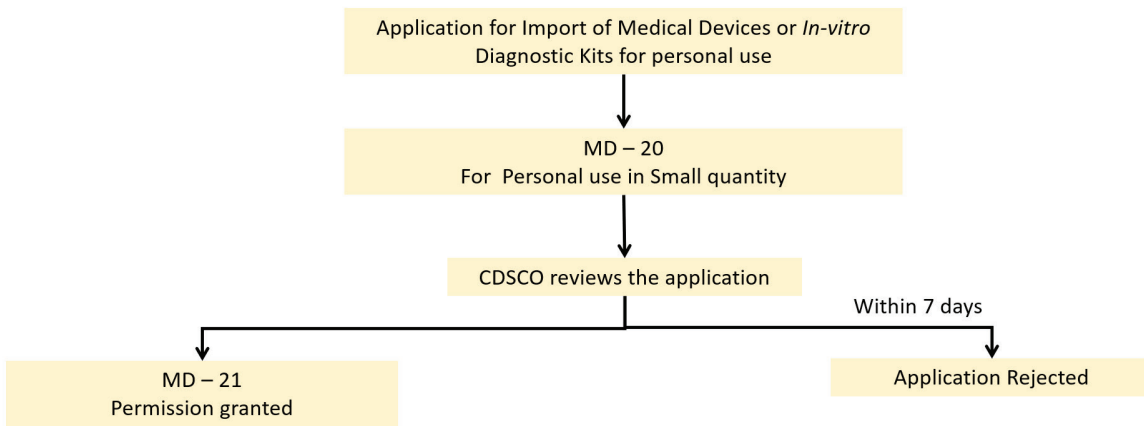 Application for Import of Medical Devices or In-vitro
Diagnostic Kits for personal use
MD – 20
For Personal use in Small quantity
CDSCO reviews the application
Within 7 days
MD – 21
Permission granted
Application Rejected